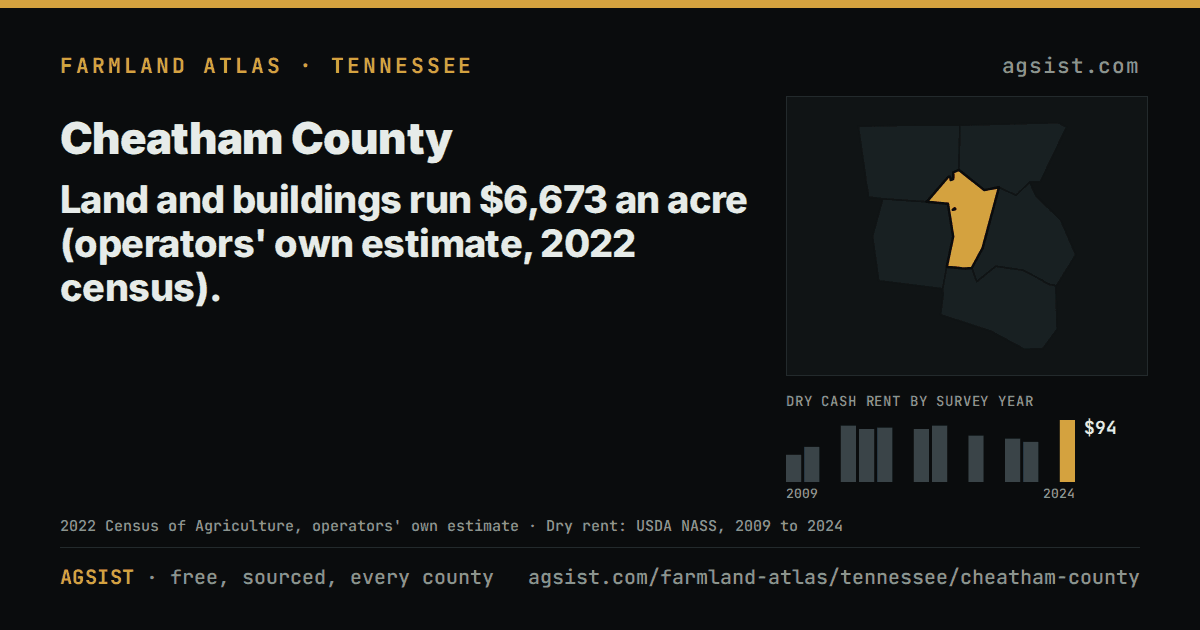 FARMLAND ATLAS · TENNESSEE
agsist.com
Cheatham County
Land and buildings run $6,673 an acre
(operators' own estimate, 2022
census).
DRY CASH RENT BY SURVEY YEAR
$94
2009
2024
2022 Census of Agriculture, operators' own estimate · Dry rent: USDA NASS, 2009 to 2024
AGSIST · free, sourced, every county
agsist.com/farmland-atlas/tennessee/cheatham-county